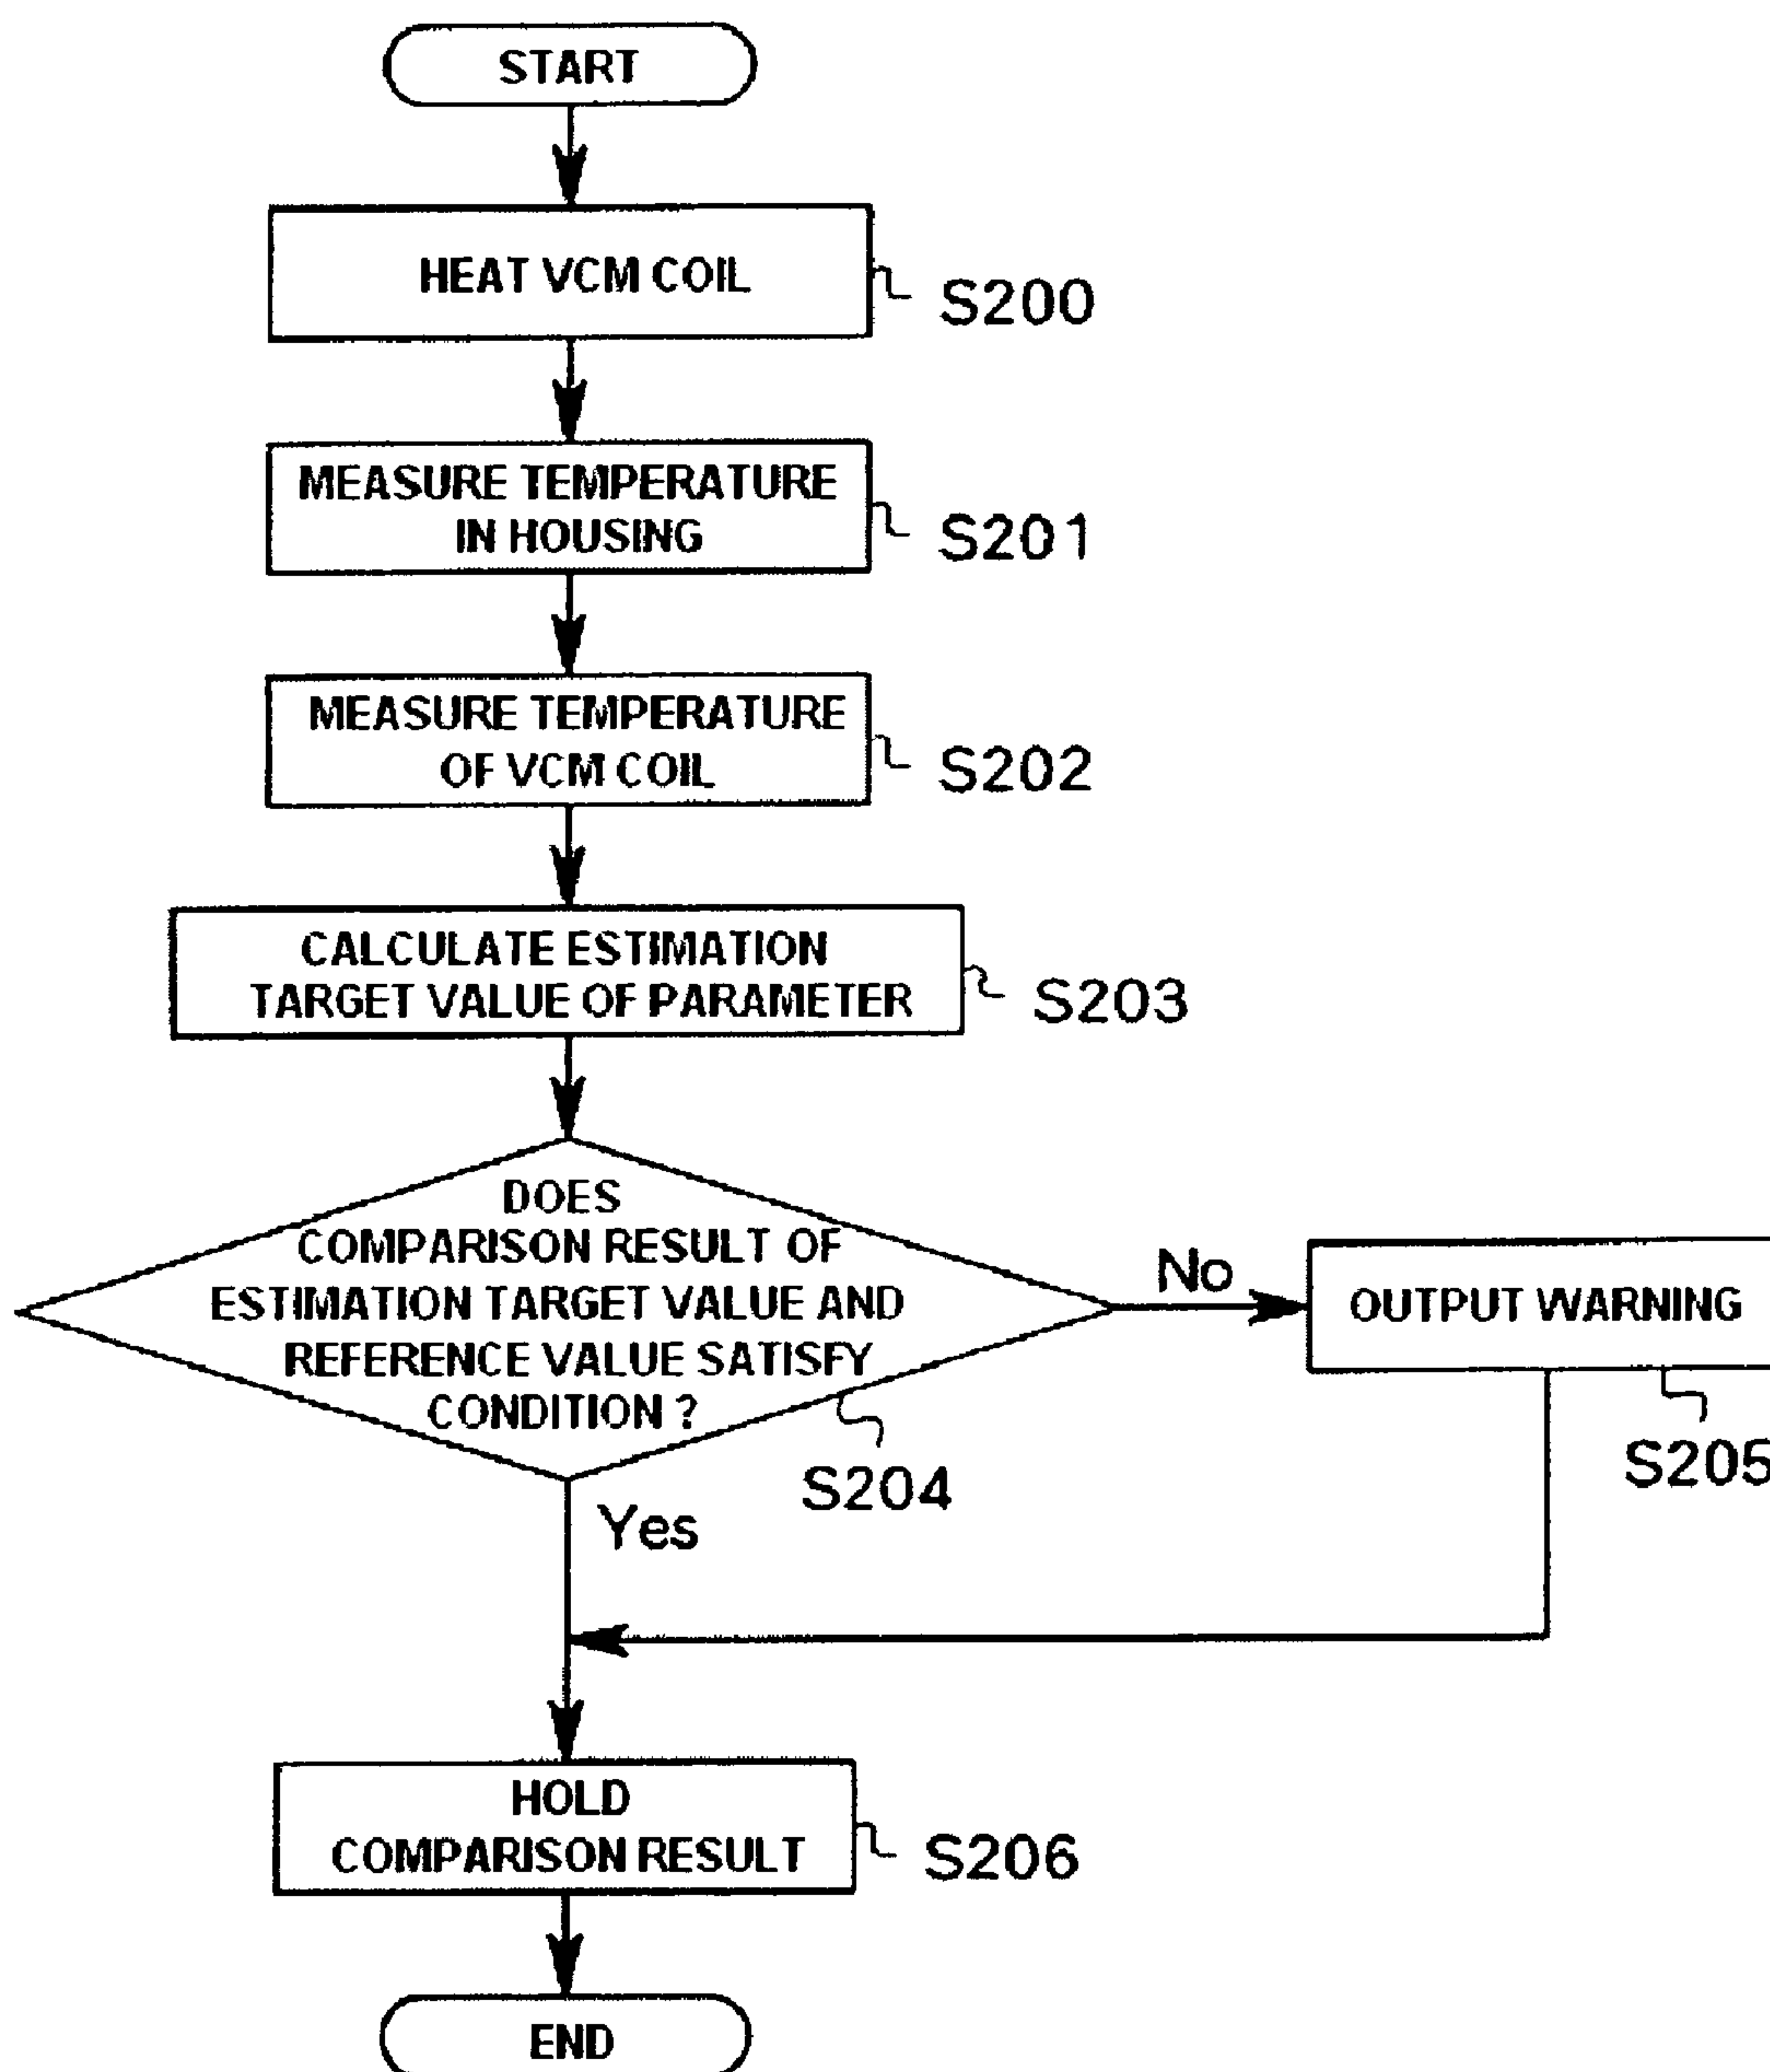 START
HEAT VCM COIL
S200
MEASURE TEMPERATURE
IN HOUSING
S201
MEASURE TEMPERATURE
OF VCM COIL
S202
CALCULATE ESTIMATION
TARGET VALUE OF PARAMETER
S203
DOES
COMPARISON RESULT OF
ESTIMATION TARGET VALUE AND
REFERENCE VALUE SATISFY
CONDITION ?
S204
No
OUTPUT WARNING
S205
Yes
HOLD
COMPARISON RESULT
S206
END